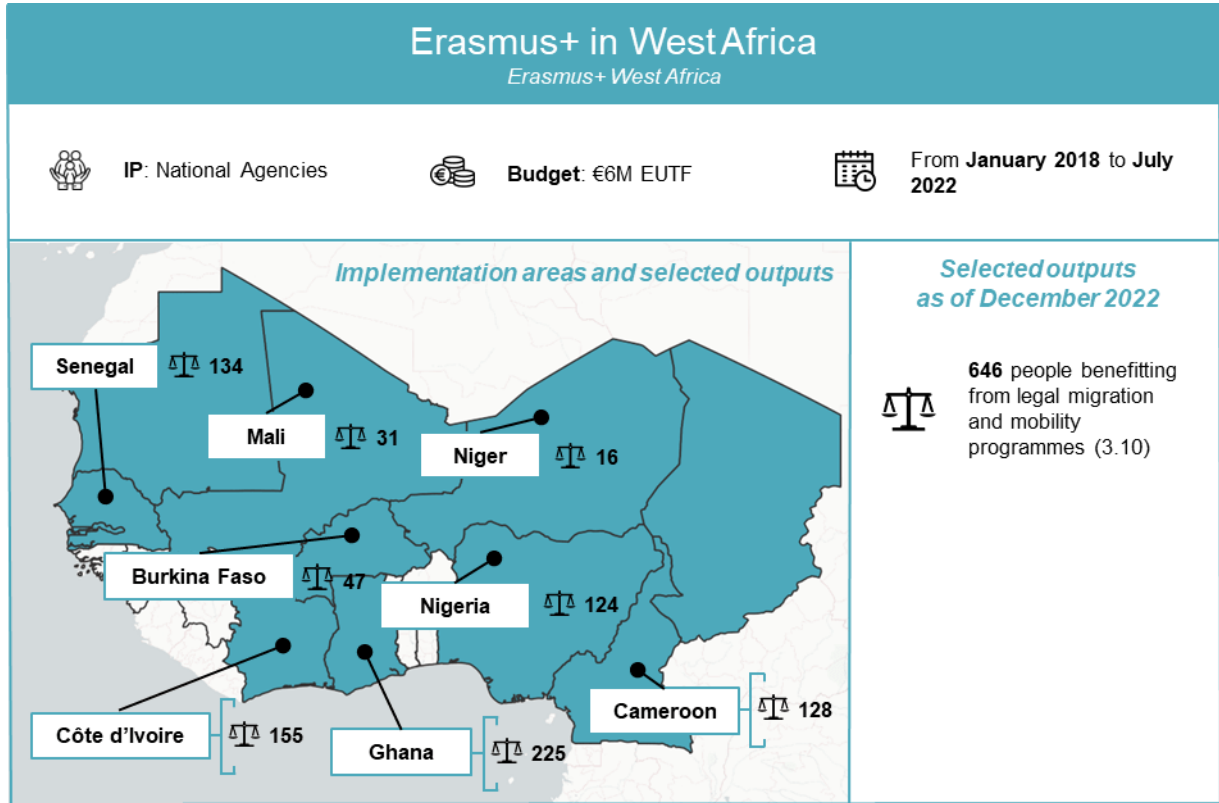 Erasmus+ in West Africa
Erasmus+ West Africa
IP: National Agencies
Budget: €6M EUTF
From January 2018 to July
2022
Implementation areas and selected outputs
Selected outputs
as of December 2022
646 people benefitting
from legal migration
and mobility
programmes (3.10)
Senegal 134
Mali 31
Niger 16
Burkina Faso 47
Nigeria 124
Cameroon 128
Côte d’Ivoire 155
Ghana 225